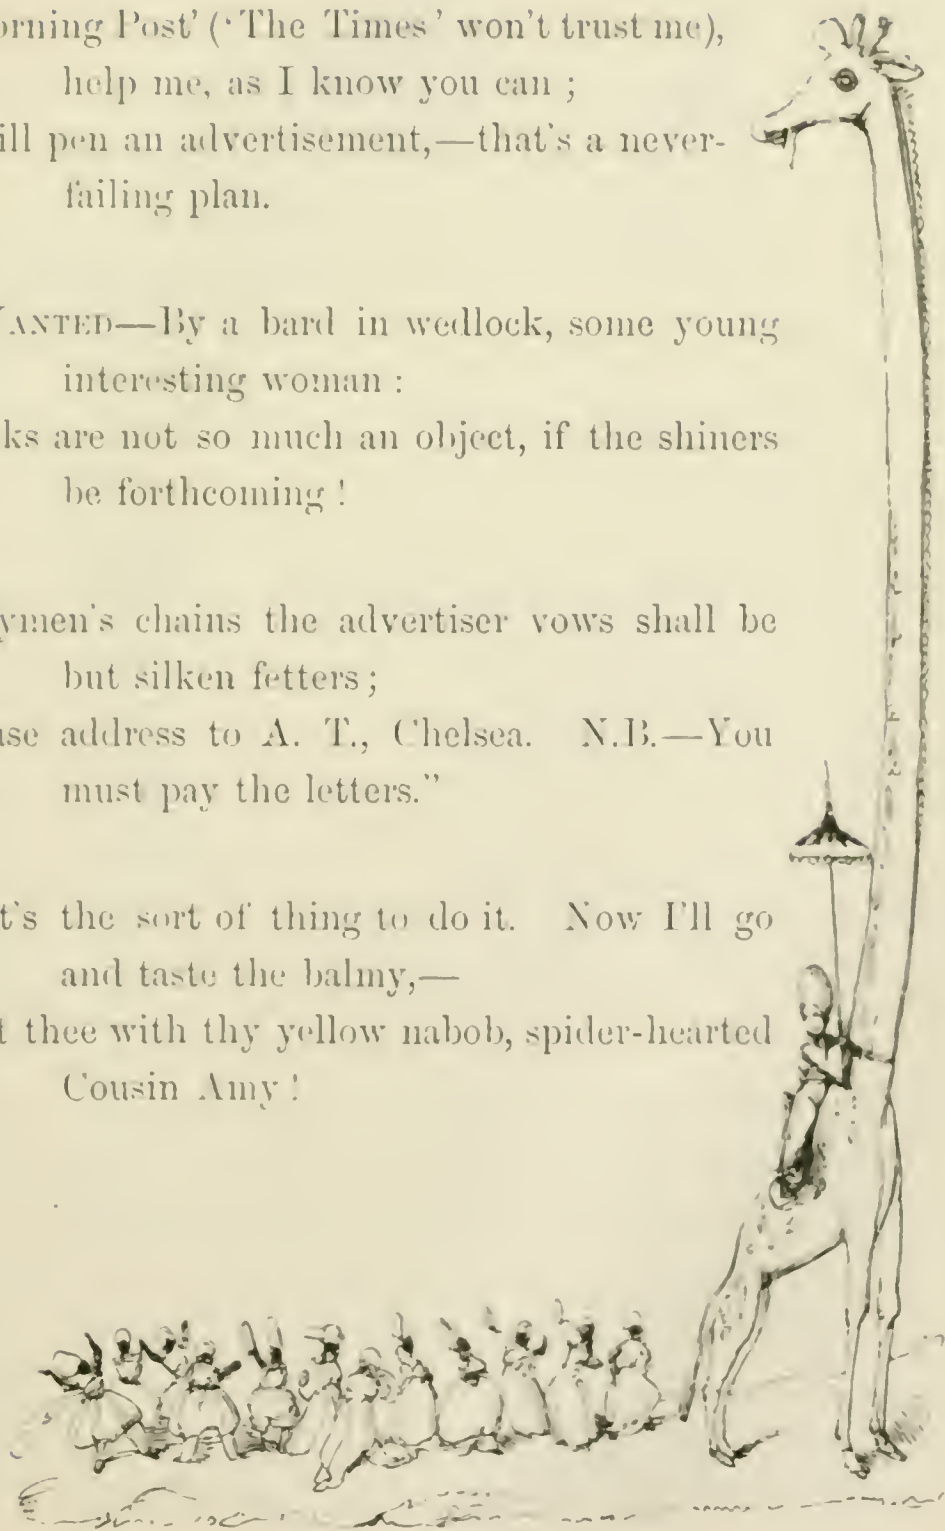 orning Post' ('The Times' won't trust me),
help me, as I know you can ;
ill pen an advertisement,—that's a never-
failing plan.
ANTED—By a bard in wedlock, some young
interesting woman :
ks are not so much an object, if the shiners
be forthcoming !
ymen's chains the advertiser vows shall be
but silken fetters ;
ase address to A. T., Chelsea. N.B.—You
must pay the letters."
t's the sort of thing to do it. Now I'll go
and taste the balmy,—
t thee with thy yellow nabob, spider-hearted
Cousin Amy !